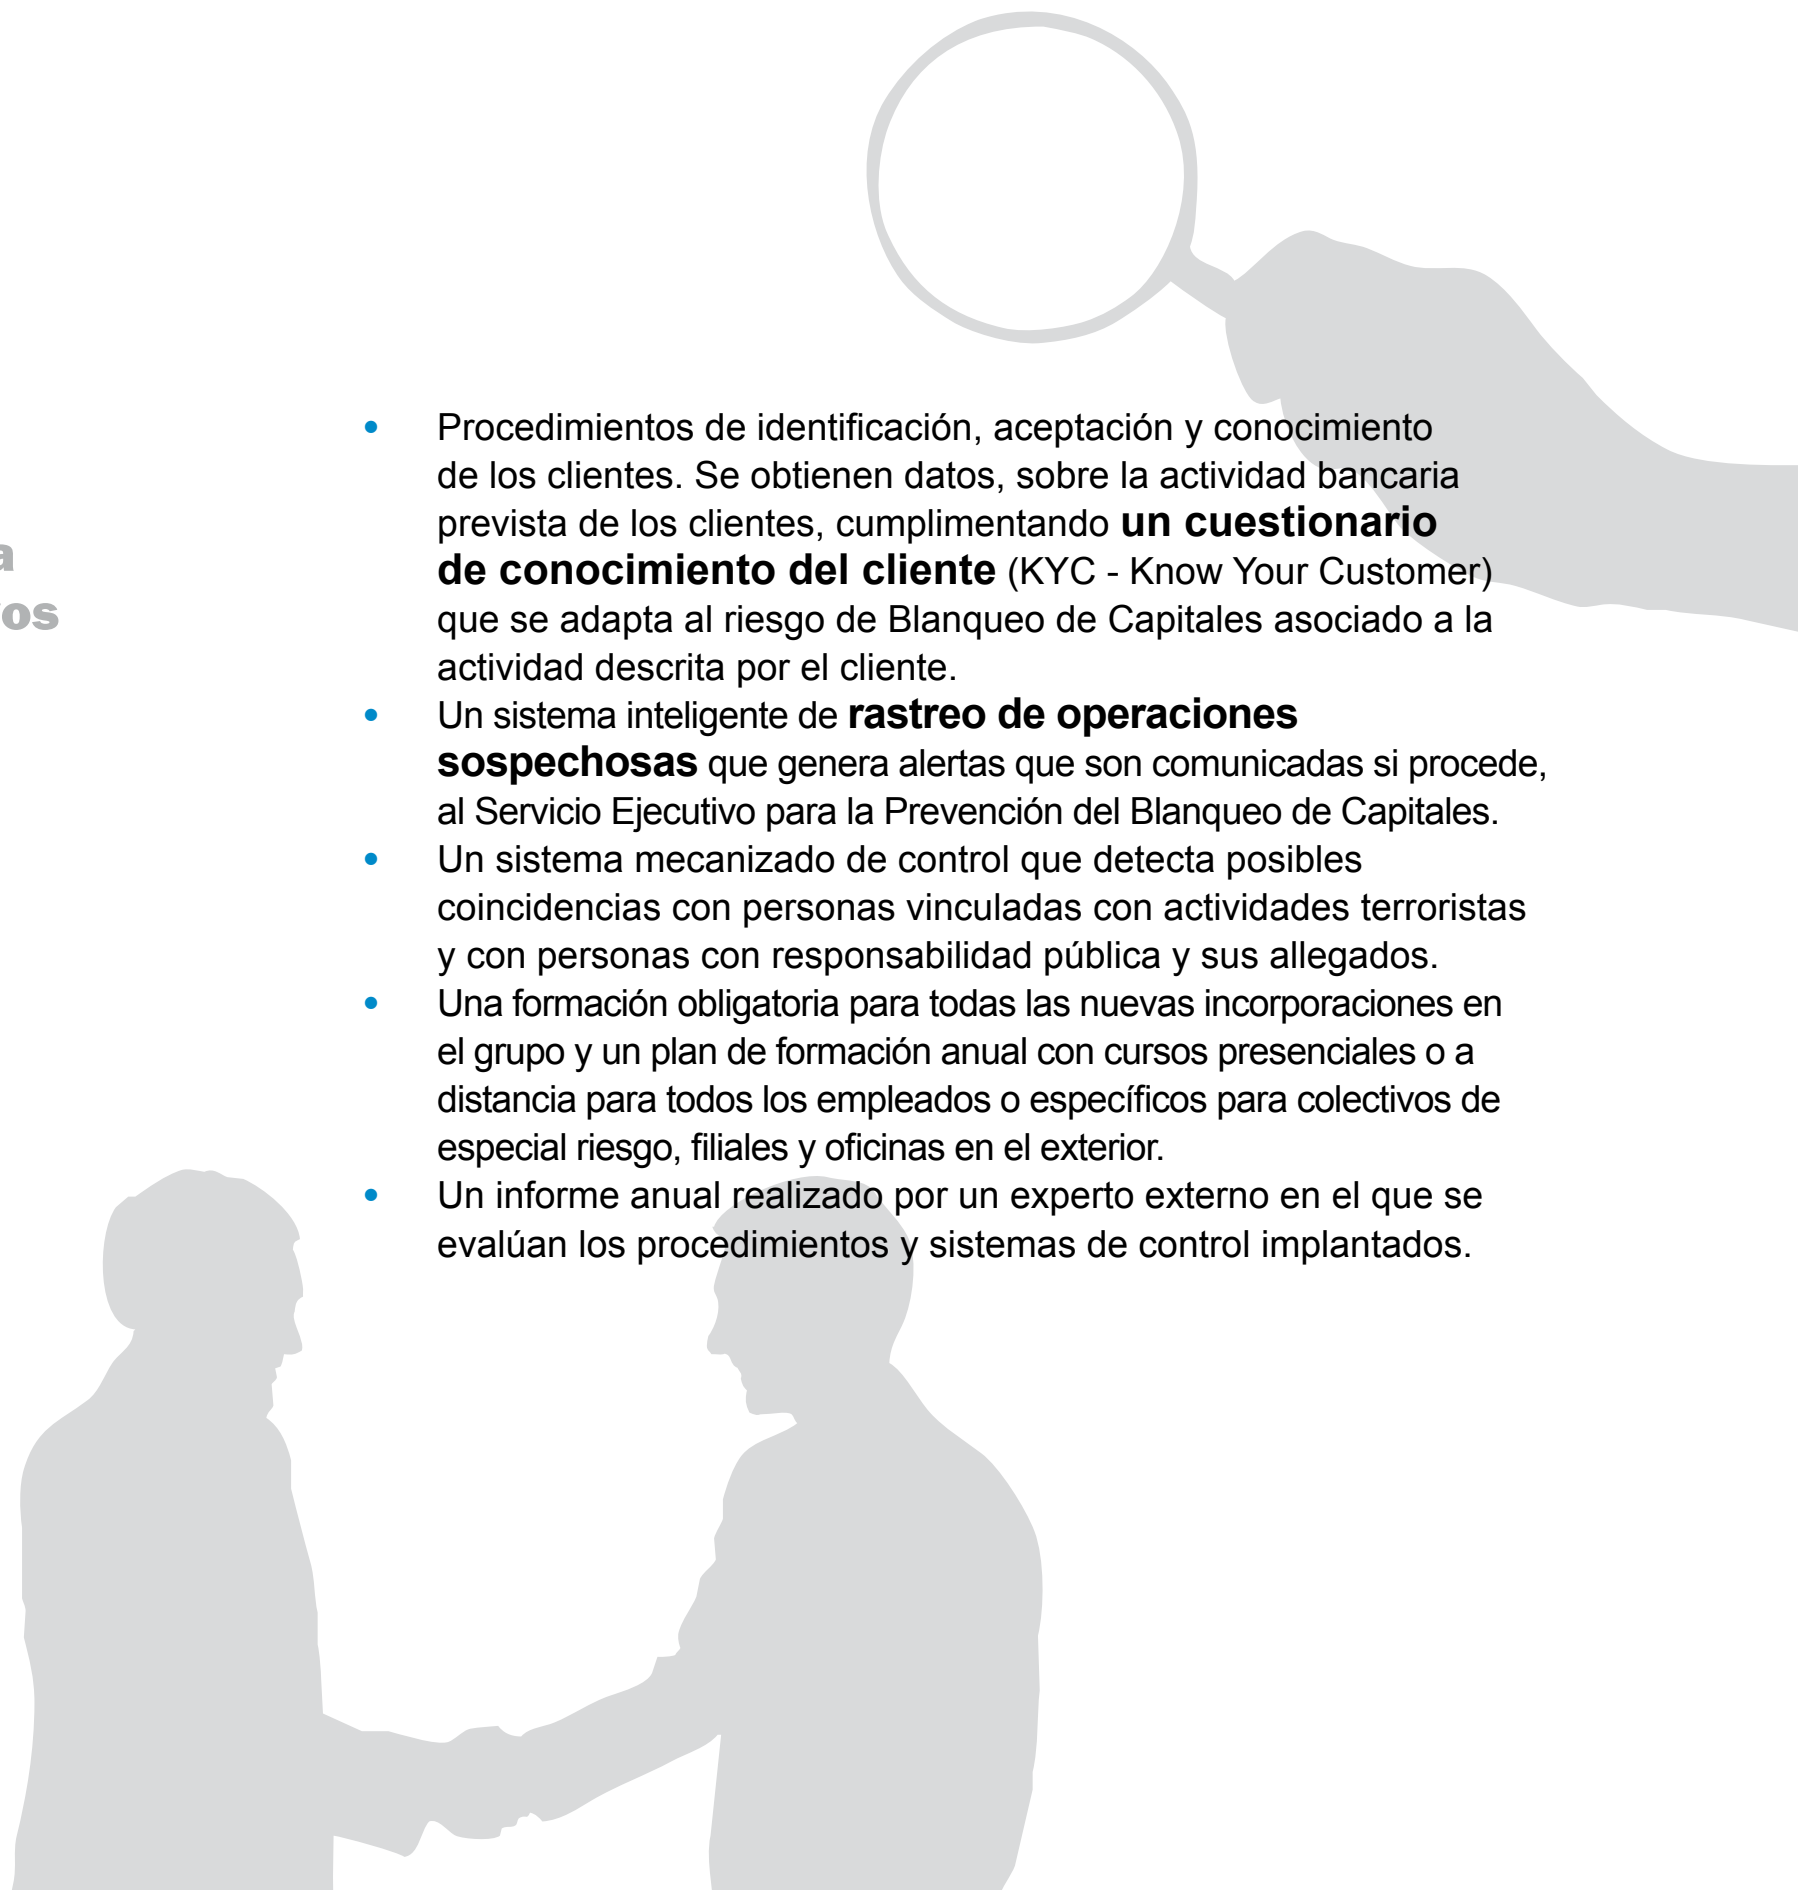 • Procedimientos de identificación, aceptación y conocimiento
de los clientes. Se obtienen datos, sobre la actividad bancaria
prevista de los clientes, cumplimentando un cuestionario
de conocimiento del cliente (KYC - Know Your Customer)
que se adapta al riesgo de Blanqueo de Capitales asociado a la
actividad descrita por el cliente.
• Un sistema inteligente de rastreo de operaciones
sospechosas que genera alertas que son comunicadas si procede,
al Servicio Ejecutivo para la Prevención del Blanqueo de Capitales.
• Un sistema mecanizado de control que detecta posibles
coincidencias con personas vinculadas con actividades terroristas
y con personas con responsabilidad pública y sus allegados.
• Una formación obligatoria para todas las nuevas incorporaciones en
el grupo y un plan de formación anual con cursos presenciales o a
distancia para todos los empleados o específicos para colectivos de
especial riesgo, filiales y oficinas en el exterior.
• Un informe anual realizado por un experto externo en el que se
evalúan los procedimientos y sistemas de control implantados.